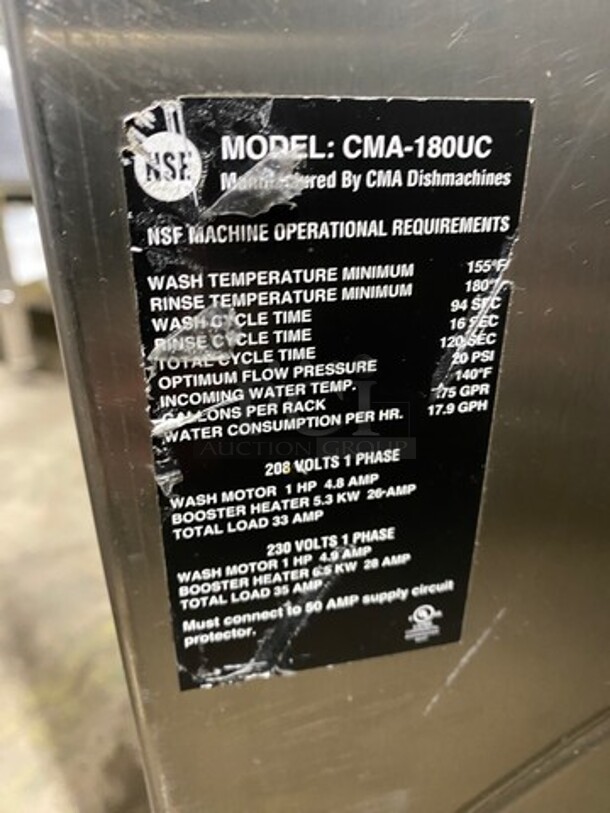 NSF
MODEL: CMA-180UC
By CMA Dishmachines
NSF MACHINE OPERATIONAL REQUIREMENTS
WASH TEMPERATURE MINIMUM 155°F
RINSE TEMPERATURE MINIMUM 180°
WASH CYCLE TIME 94 SEC
RINSE CYCLE TIME 16 SEC
TOTAL CYCLE TIME 120 SEC
OPTIMUM FLOW PRESSURE 20 PSI
INCOMING WATER TEMP. 140°F
GALLONS PER RACK .75 GPR
WATER CONSUMPTION PER HR. 17.9 GPH
AUCTION GROUP
208 VOLTS 1 PHASE
WASH MOTOR 1 HP 4.8 AMP
BOOSTER HEATER 5.3 KW 26-AMP
TOTAL LOAD 33 AMP
230 VOLTS 1 PHASE
WASH MOTOR 1 HP 4.9 AMP
BOOSTER HEATER 6.5 KW 28 AMP
TOTAL LOAD 35 AMP
Must connect to 50 AMP supply circuit
protector.